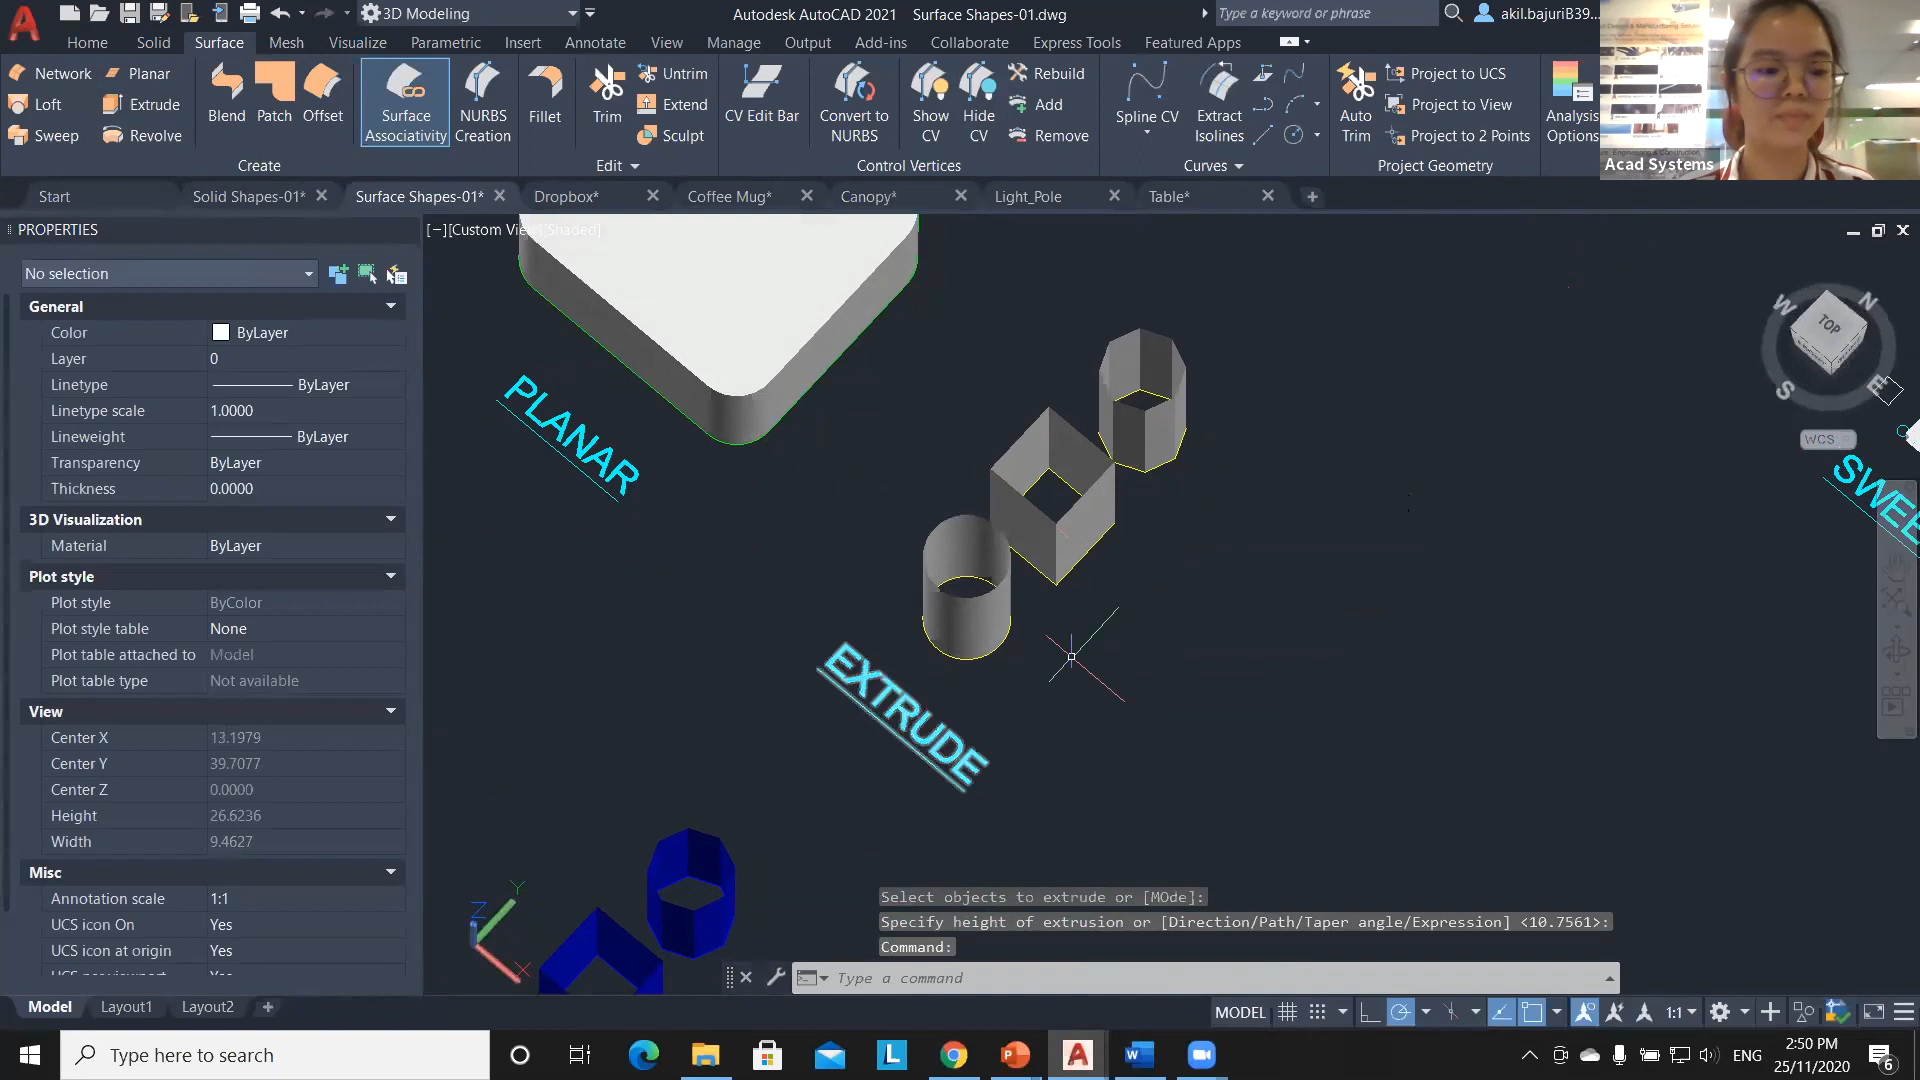 3D Modeling
Autodesk AutoCAD 2021 Surface Shapes-01.dwg
Type a keyword or phrase
akil.bajuriB39...
Home Solid Surface Mesh Visualize Parametric Insert Annotate View Manage Output Add-ins Collaborate Express Tools Featured Apps
Network Planar
Loft Extrude
Sweep Revolve
Blend Patch Offset
Surface Associativity
NURBS Creation
Fillet
Trim
Untrim
Extend
Sculpt
CV Edit Bar
Convert to NURBS
Show CV
Hide CV
Rebuild
Add
Remove
Spline CV
Extract Isolines
Auto Trim
Project to UCS
Project to View
Project to 2 Points
Analysis Options
Create Edit Control Vertices Curves Project Geometry
Acad Systems
Start Solid Shapes-01* Surface Shapes-01* Dropbox* Coffee Mug* Canopy* Light_Pole Table*
PROPERTIES
No selection
General
Color ByLayer
Layer 0
Linetype ByLayer
Linetype scale 1.0000
Lineweight ByLayer
Transparency ByLayer
Thickness 0.0000
3D Visualization
Material ByLayer
Plot style
Plot style ByColor
Plot style table None
Plot table attached to Model
Plot table type Not available
View
Center X 13.1979
Center Y 39.7077
Center Z 0.0000
Height 26.6236
Width 9.4627
Misc
Annotation scale 1:1
UCS icon On Yes
UCS icon at origin Yes
[−][Custom View][Shaded]
PLANAR
EXTRUDE
SWEE
W N
TOP
S E
WCS
Z Y X
Select objects to extrude or [MOde]:
Specify height of extrusion or [Direction/Path/Taper angle/Expression] <10.7561>:
Command:
Type a command
Model Layout1 Layout2
MODEL 1:1
Type here to search
ENG
2:50 PM
25/11/2020
6